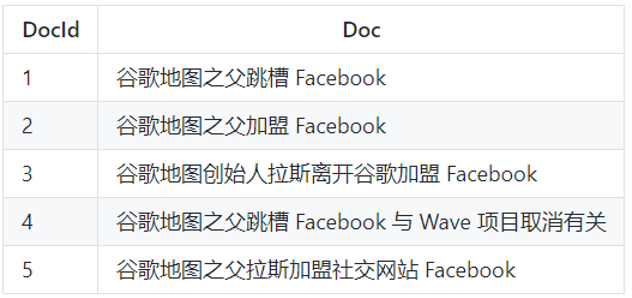 DocId Doc
1 谷歌地图之父跳槽 Facebook
2 谷歌地图之父加盟 Facebook
3 谷歌地图创始人拉斯离开谷歌加盟 Facebook
4 谷歌地图之父跳槽 Facebook 与 Wave 项目取消有关
5 谷歌地图之父拉斯加盟社交网站 Facebook